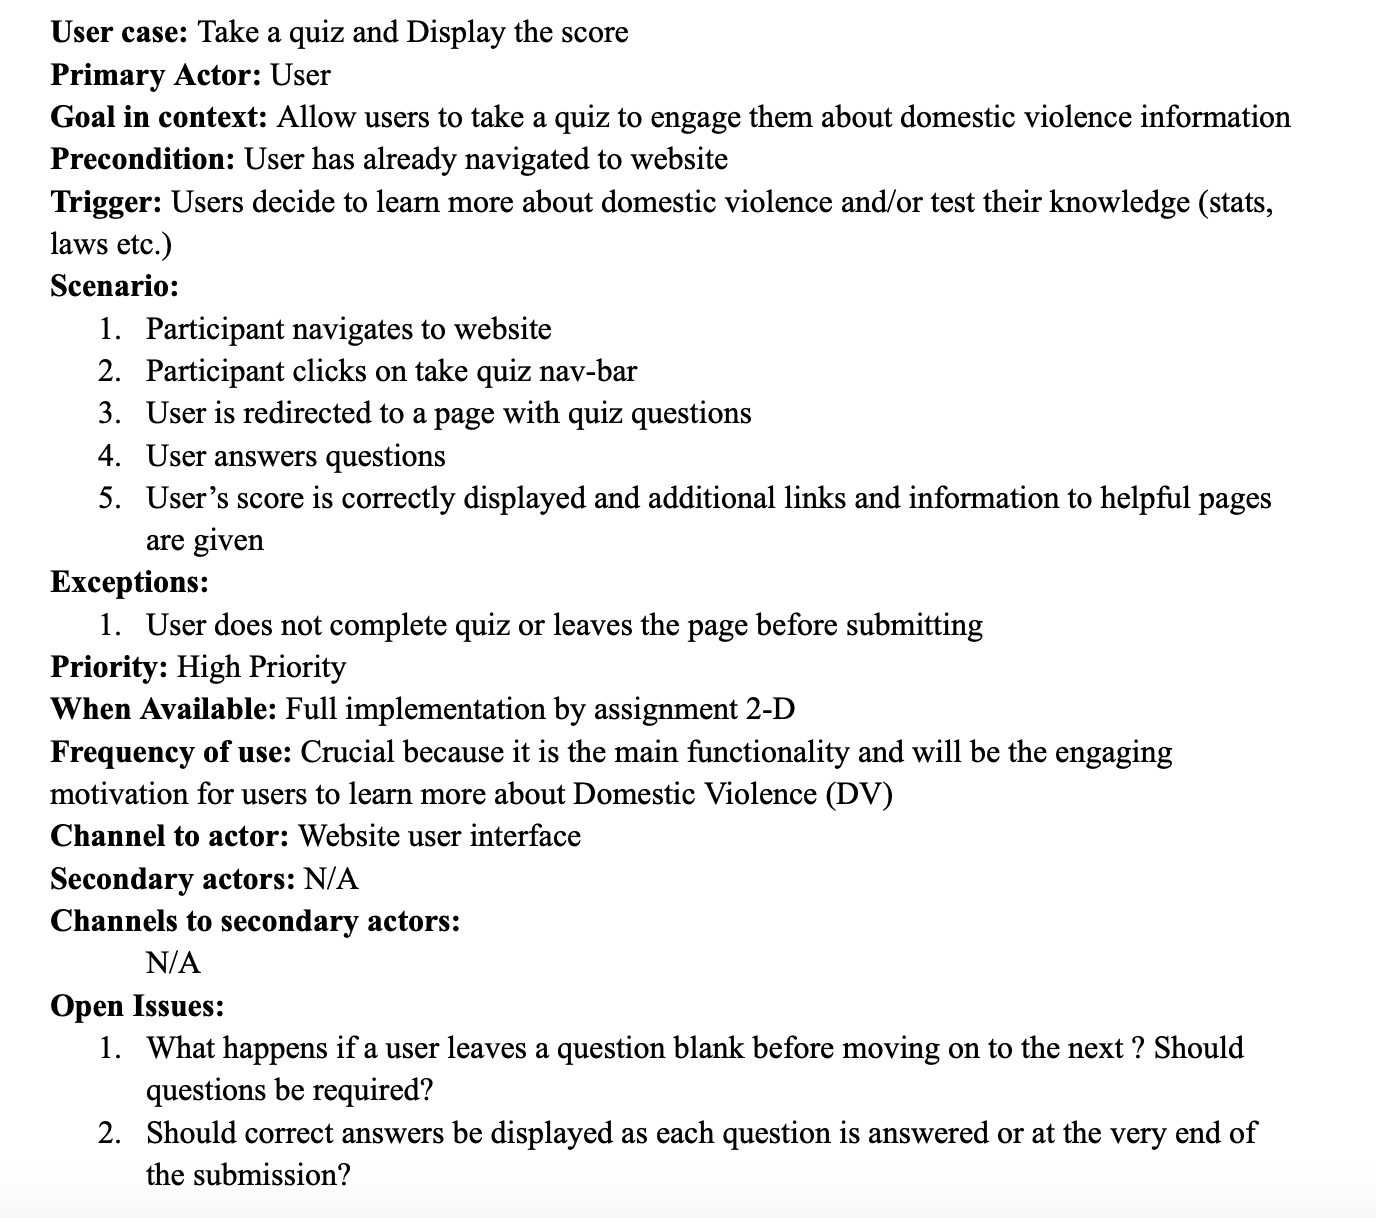 User case: Take a quiz and Display the score
Primary Actor: User
Goal in context: Allow users to take a quiz to engage them about domestic violence information
Precondition: User has already navigated to website
Trigger: Users decide to learn more about domestic violence and/or test their knowledge (stats,
laws etc.)
Scenario:
1. Participant navigates to website
2. Participant clicks on take quiz nav-bar
3. User is redirected to a page with quiz questions
4. User answers questions
5. User’s score is correctly displayed and additional links and information to helpful pages
are given
Exceptions:
1. User does not complete quiz or leaves the page before submitting
Priority: High Priority
When Available: Full implementation by assignment 2-D
Frequency of use: Crucial because it is the main functionality and will be the engaging
motivation for users to learn more about Domestic Violence (DV)
Channel to actor: Website user interface
Secondary actors: N/A
Channels to secondary actors:
N/A
Open Issues:
1. What happens if a user leaves a question blank before moving on to the next ? Should
questions be required?
2. Should correct answers be displayed as each question is answered or at the very end of
the submission?